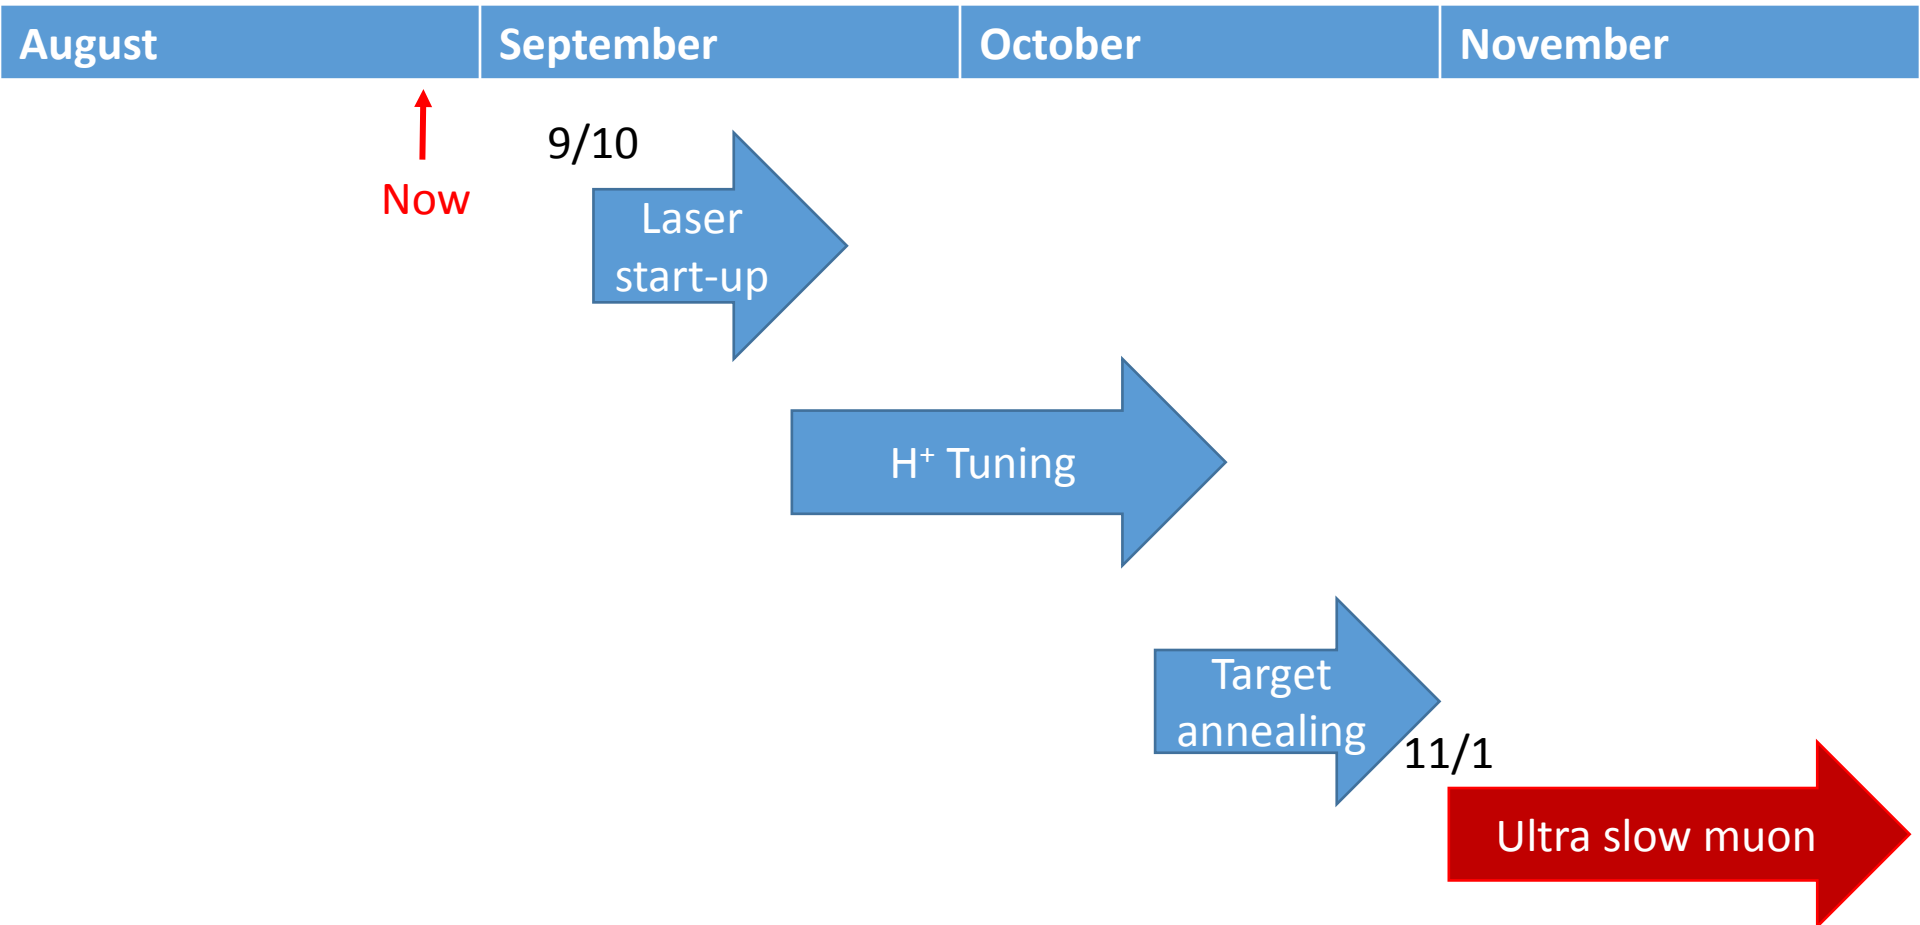 August September October November
Now
9/10
Laser
start-up
H⁺ Tuning
Target
annealing
11/1
Ultra slow muon